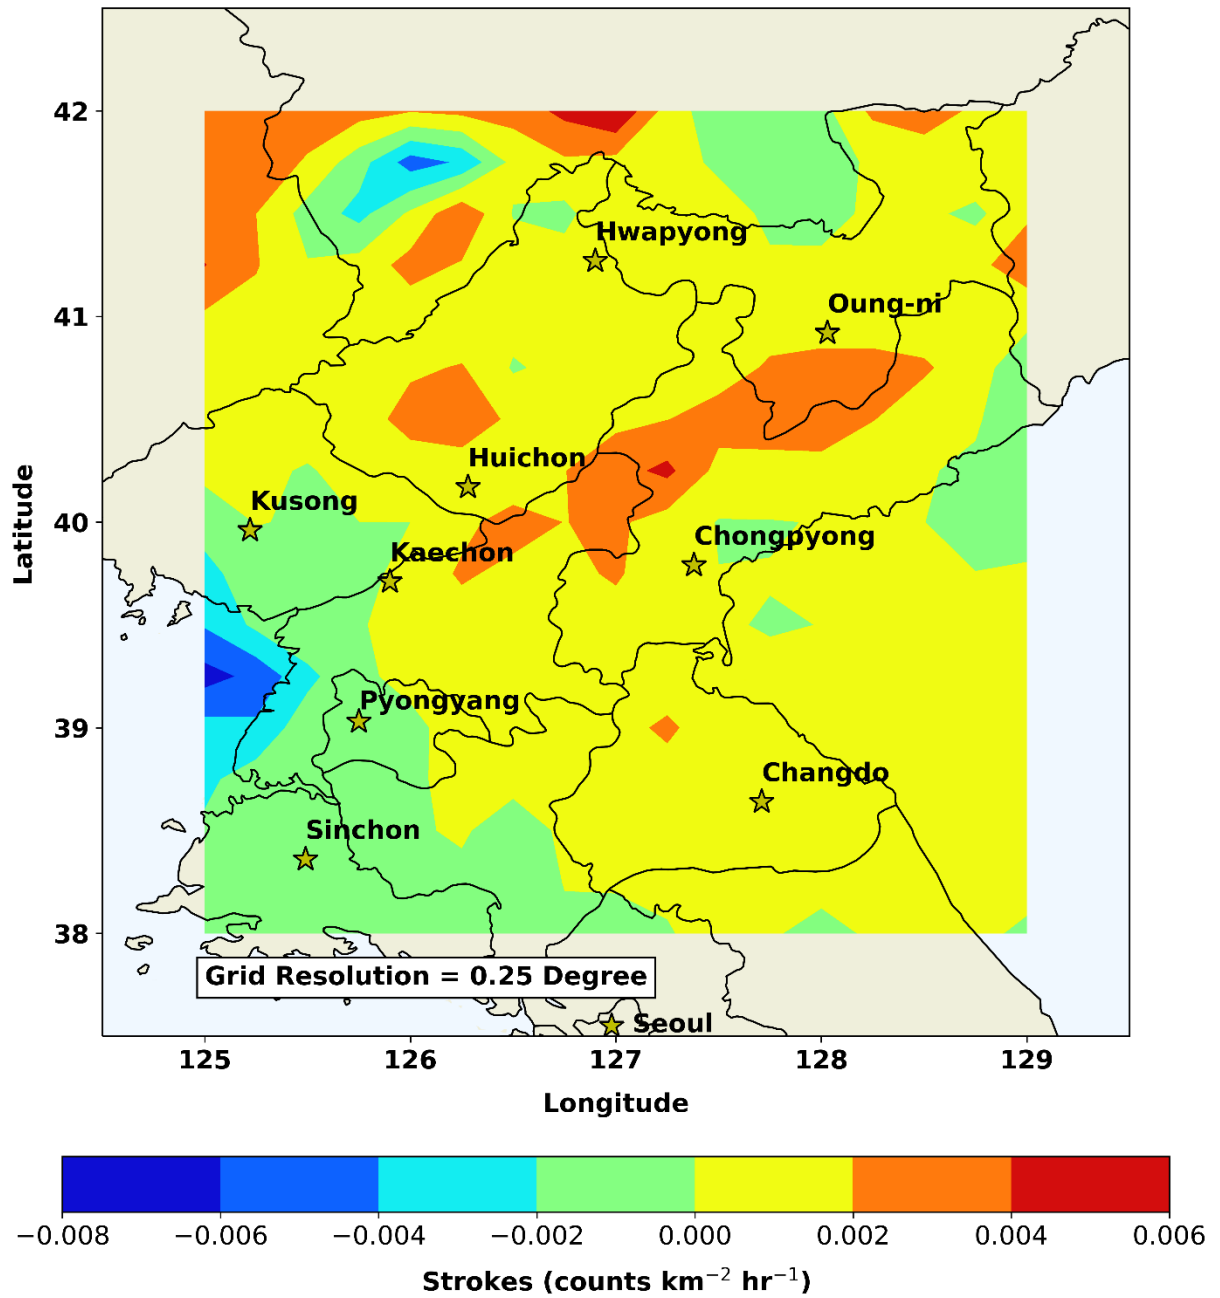 42
Hwapyong
Oung-ni
41
Huichon
Kusong
40
Chongpyong
Kaechon
Latitude
Pyongyang
39
Changdo
Sinchon
38
Grid Resolution = 0.25 Degree
Seoul
125 126 127 128 129
Longitude
−0.008 −0.006 −0.004 −0.002 0.000 0.002 0.004 0.006
Strokes (counts km⁻² hr⁻¹)